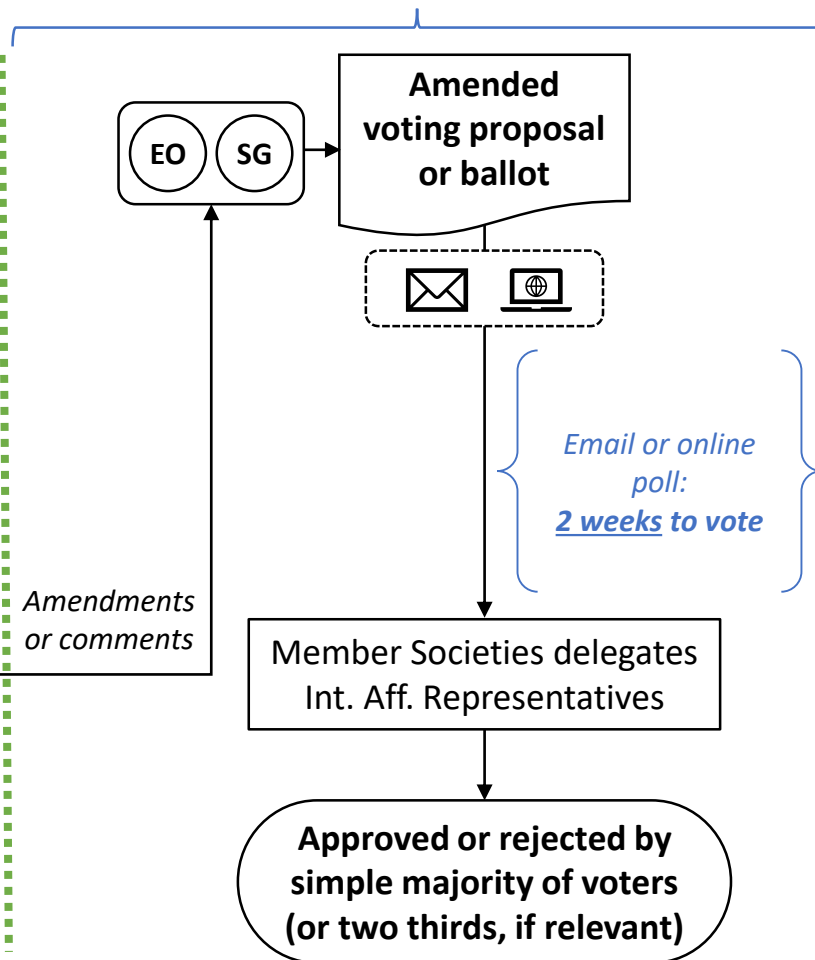 Amended
voting proposal
or ballot
EO
SG
Email or online
poll:
2 weeks to vote
Amendments
or comments
Member Societies delegates
Int. Aff. Representatives
Approved or rejected by
simple majority of voters
(or two thirds, if relevant)